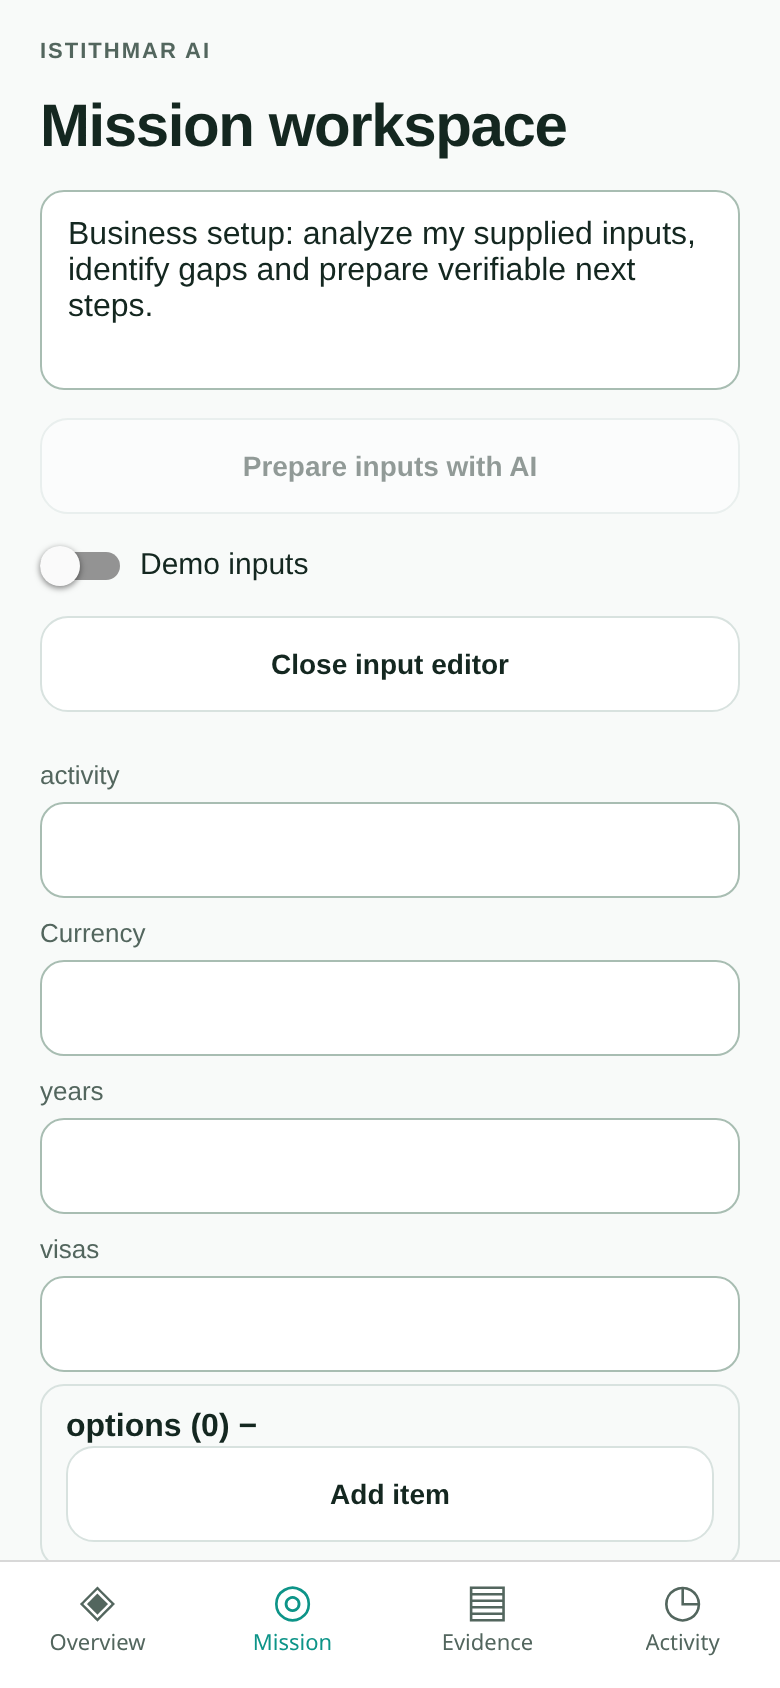 ISTITHMAR AI
Mission workspace
Business setup: analyze my supplied inputs,
identify gaps and prepare verifiable next
steps.
Prepare inputs with AI
Demo inputs
Close input editor
activity
Currency
years
visas
options (0) −
Add item
Overview
Mission
Evidence
Activity